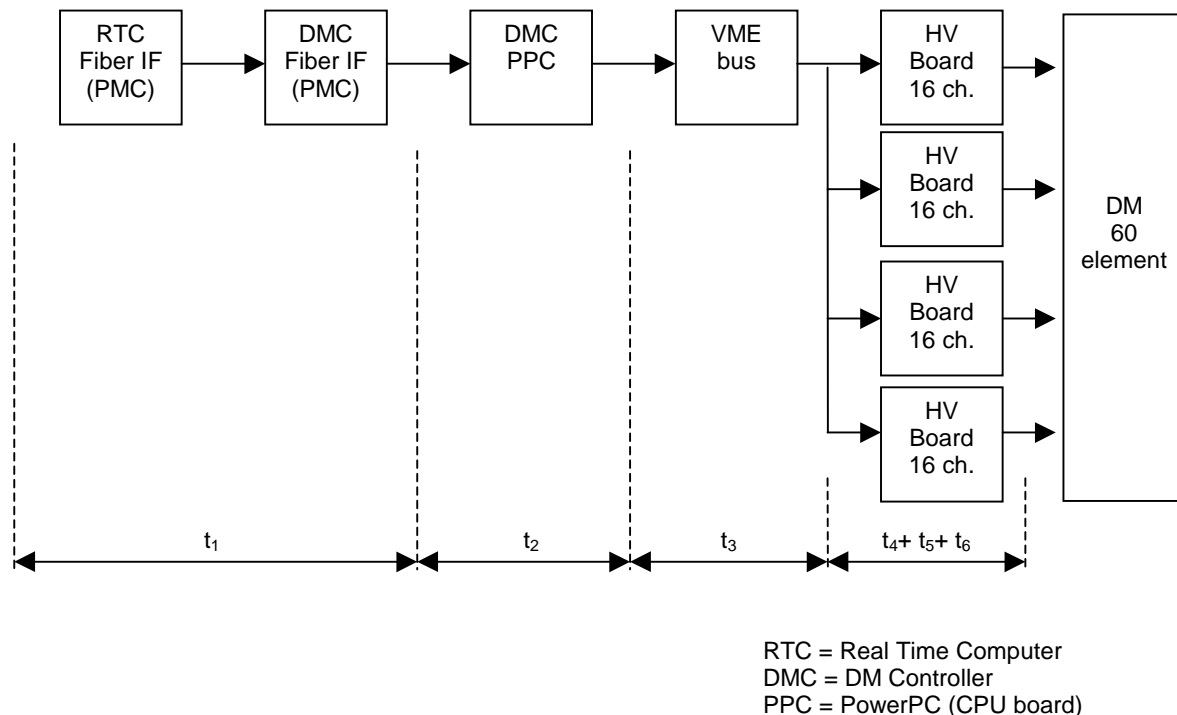 RTC
Fiber IF
(PMC)
DMC
Fiber IF
(PMC)
DMC
PPC
VME
bus
HV
Board
16 ch.
HV
Board
16 ch.
HV
Board
16 ch.
HV
Board
16 ch.
DM
60
element
t₁
t₂
t₃
t₄+ t₅+ t₆
RTC = Real Time Computer
DMC = DM Controller
PPC = PowerPC (CPU board)